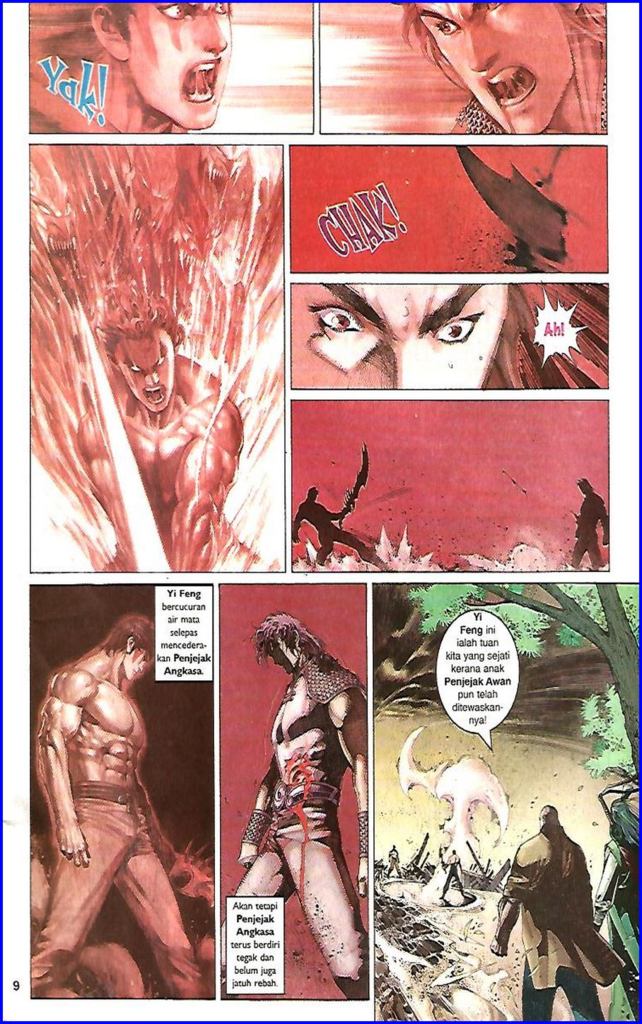 Yak!
CHAK!
Ah!
Yi Feng
bercucuran
air mata
selepas
mencedera-
kan Penjejak
Angkasa.
Akan tetapi
Penjejak
Angkasa
terus berdiri
tegak dan
belum juga
jatuh rebah.
Yi
Feng ini
ialah tuan
kita yang sejati
kerana anak
Penjejak Awan
pun telah
ditewaskan-
nya!
9